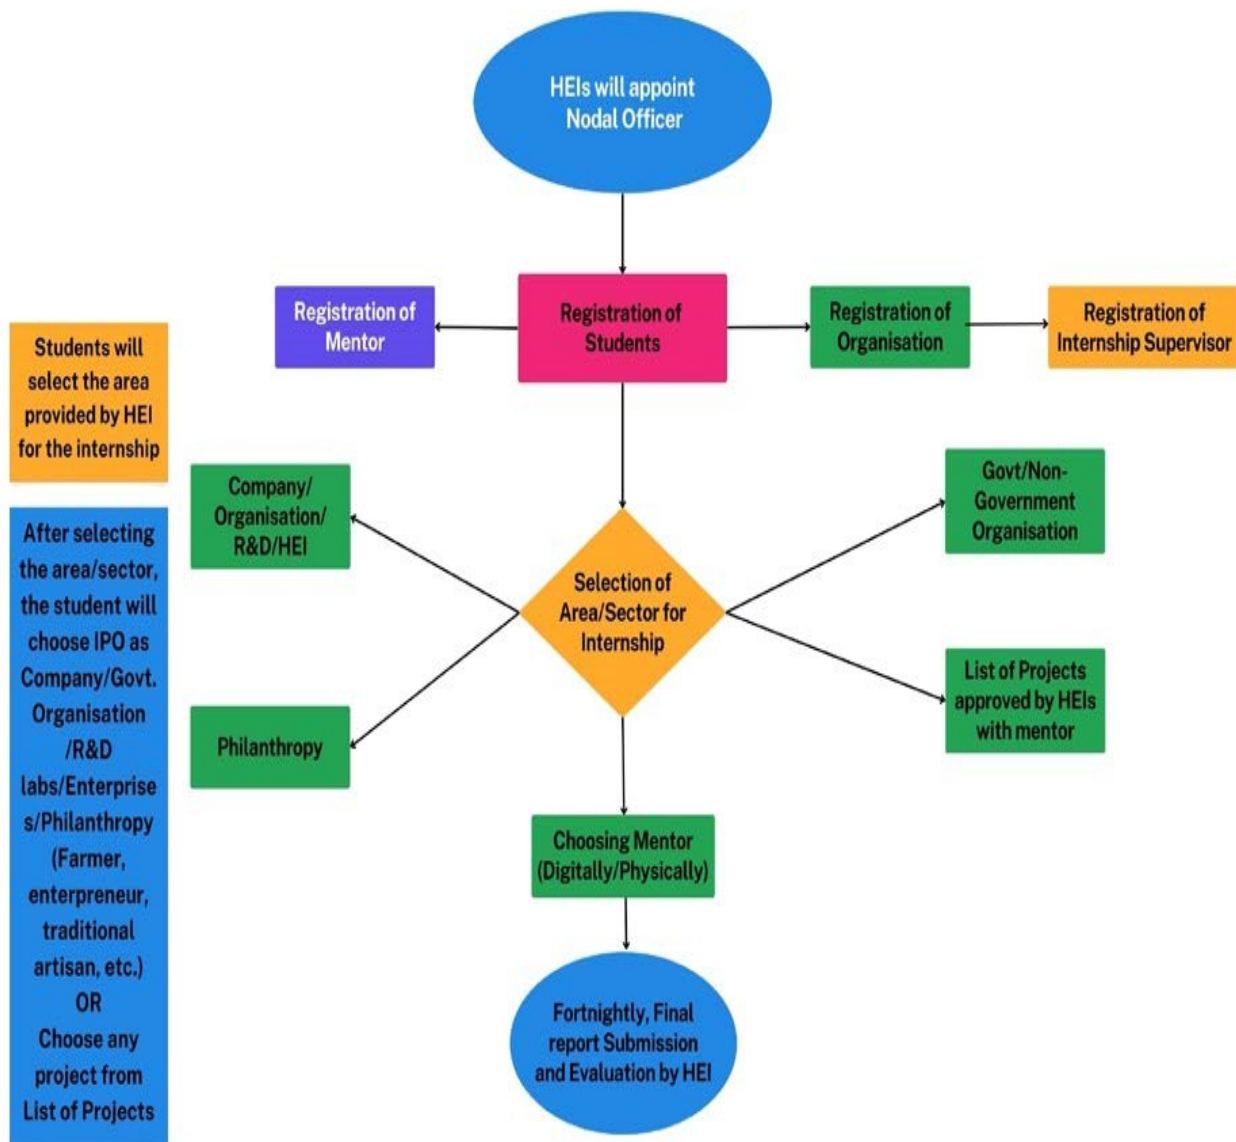 HEIs will appoint
Nodal Officer
Registration of
Mentor
Registration of
Students
Registration of
Organisation
Registration of
Internship Supervisor
Students will
select the area
provided by HEI
for the internship
Company/
Organisation/
R&D/HEI
Govt/Non-
Government
Organisation
Selection of
Area/Sector for
Internship
Philanthropy
List of Projects
approved by HEIs
with mentor
After selecting
the area/sector,
the student will
choose IPO as
Company/Govt.
Organisation
/R&D
labs/Enterprise
s/Philanthropy
(Farmer,
enterpreneur,
traditional
artisan, etc.)
OR
Choose any
project from
List of Projects
Choosing Mentor
(Digitally/Physically)
Fortnightly, Final
report Submission
and Evaluation by HEI